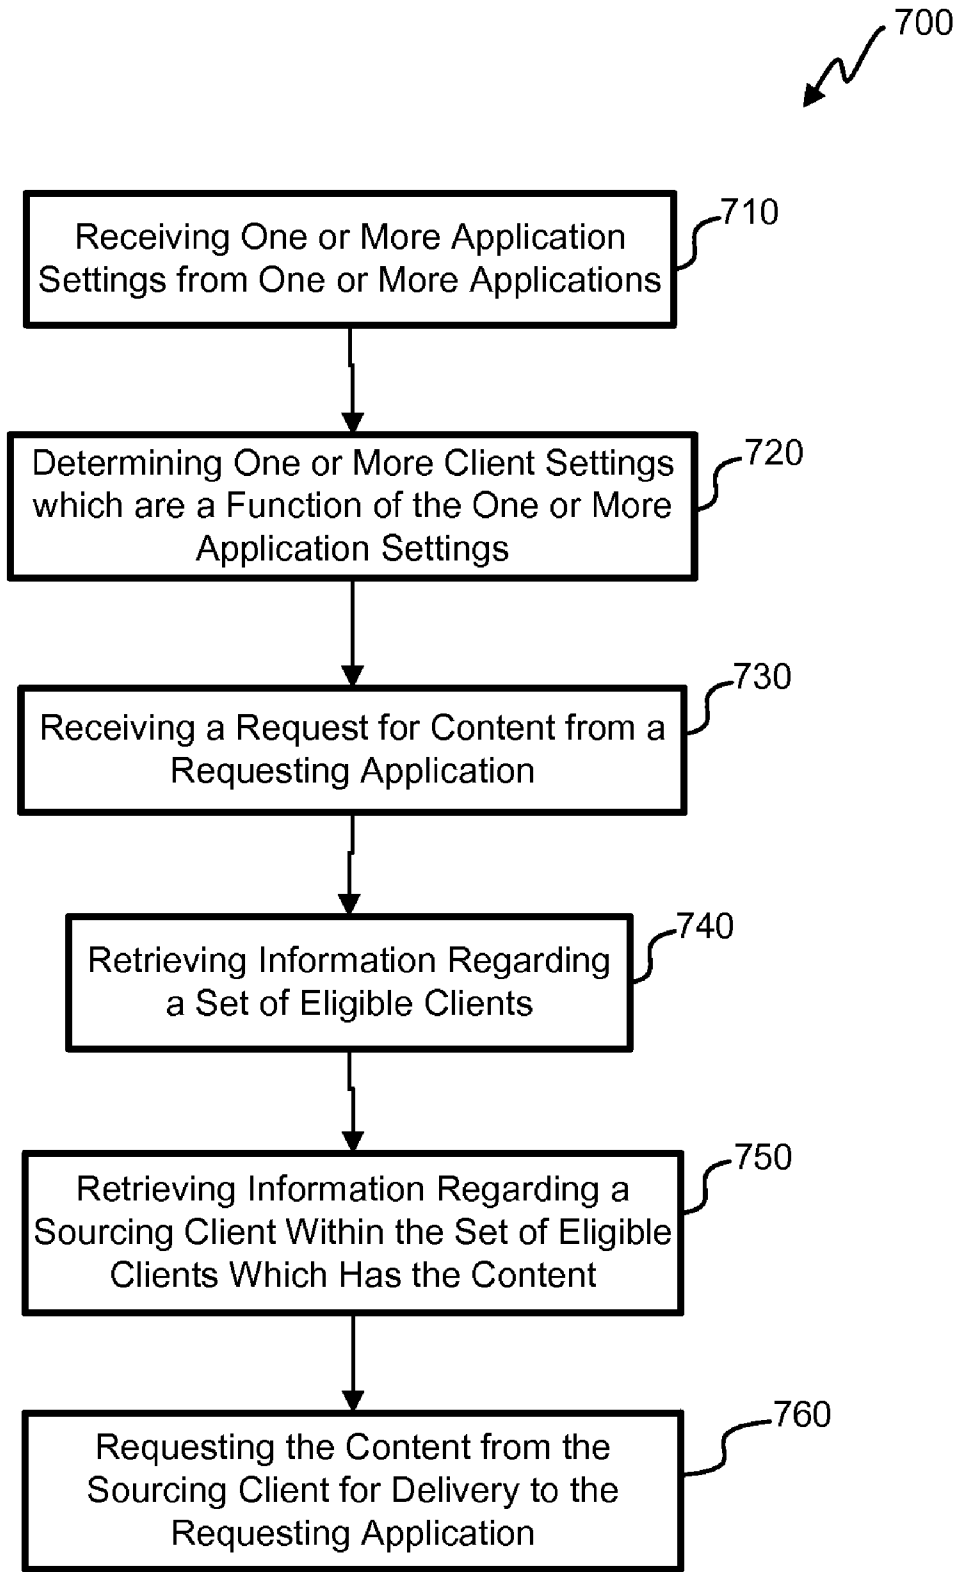 700
710
Receiving One or More Application
Settings from One or More Applications
720
Determining One or More Client Settings
which are a Function of the One or More
Application Settings
730
Receiving a Request for Content from a
Requesting Application
740
Retrieving Information Regarding
a Set of Eligible Clients
750
Retrieving Information Regarding a
Sourcing Client Within the Set of Eligible
Clients Which Has the Content
760
Requesting the Content from the
Sourcing Client for Delivery to the
Requesting Application